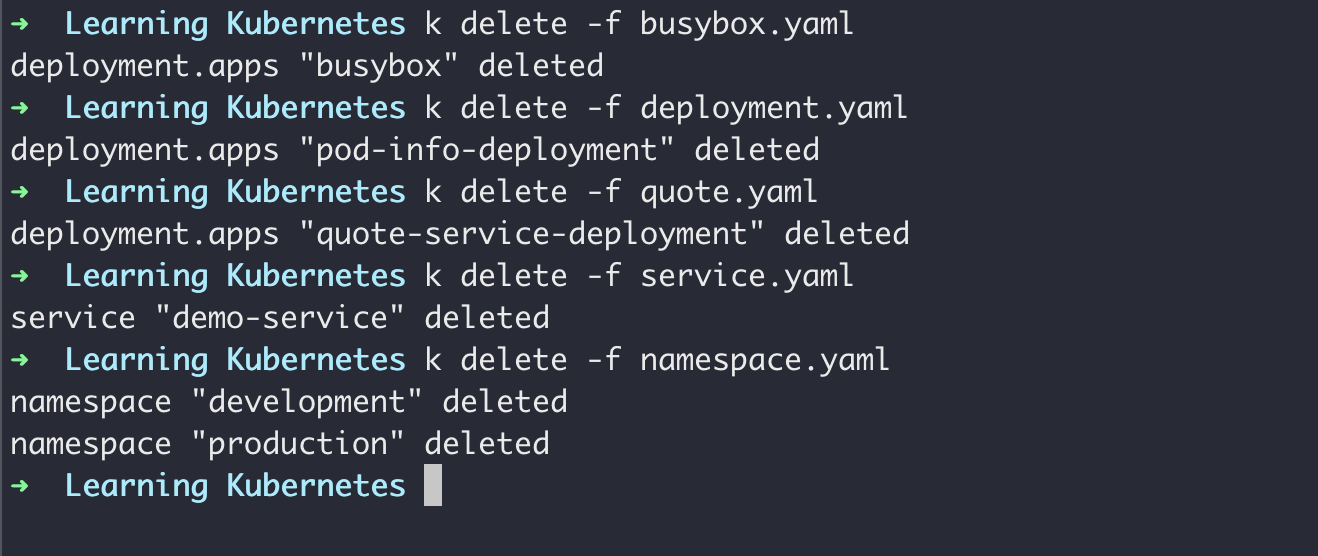 ➜ Learning Kubernetes k delete -f busybox.yaml
deployment.apps "busybox" deleted
➜ Learning Kubernetes k delete -f deployment.yaml
deployment.apps "pod-info-deployment" deleted
➜ Learning Kubernetes k delete -f quote.yaml
deployment.apps "quote-service-deployment" deleted
➜ Learning Kubernetes k delete -f service.yaml
service "demo-service" deleted
➜ Learning Kubernetes k delete -f namespace.yaml
namespace "development" deleted
namespace "production" deleted
➜ Learning Kubernetes